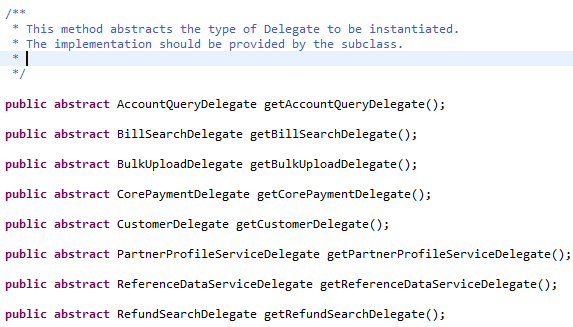 /**
* This method abstracts the type of Delegate to be instantiated.
* The implementation should be provided by the subclass.
*
*/
public abstract AccountQueryDelegate getAccountQueryDelegate();
public abstract BillSearchDelegate getBillSearchDelegate();
public abstract BulkUploadDelegate getBulkUploadDelegate();
public abstract CorePaymentDelegate getCorePaymentDelegate();
public abstract CustomerDelegate getCustomerDelegate();
public abstract PartnerProfileServiceDelegate getPartnerProfileServiceDelegate();
public abstract ReferenceDataServiceDelegate getReferenceDataServiceDelegate();
public abstract RefundSearchDelegate getRefundSearchDelegate();